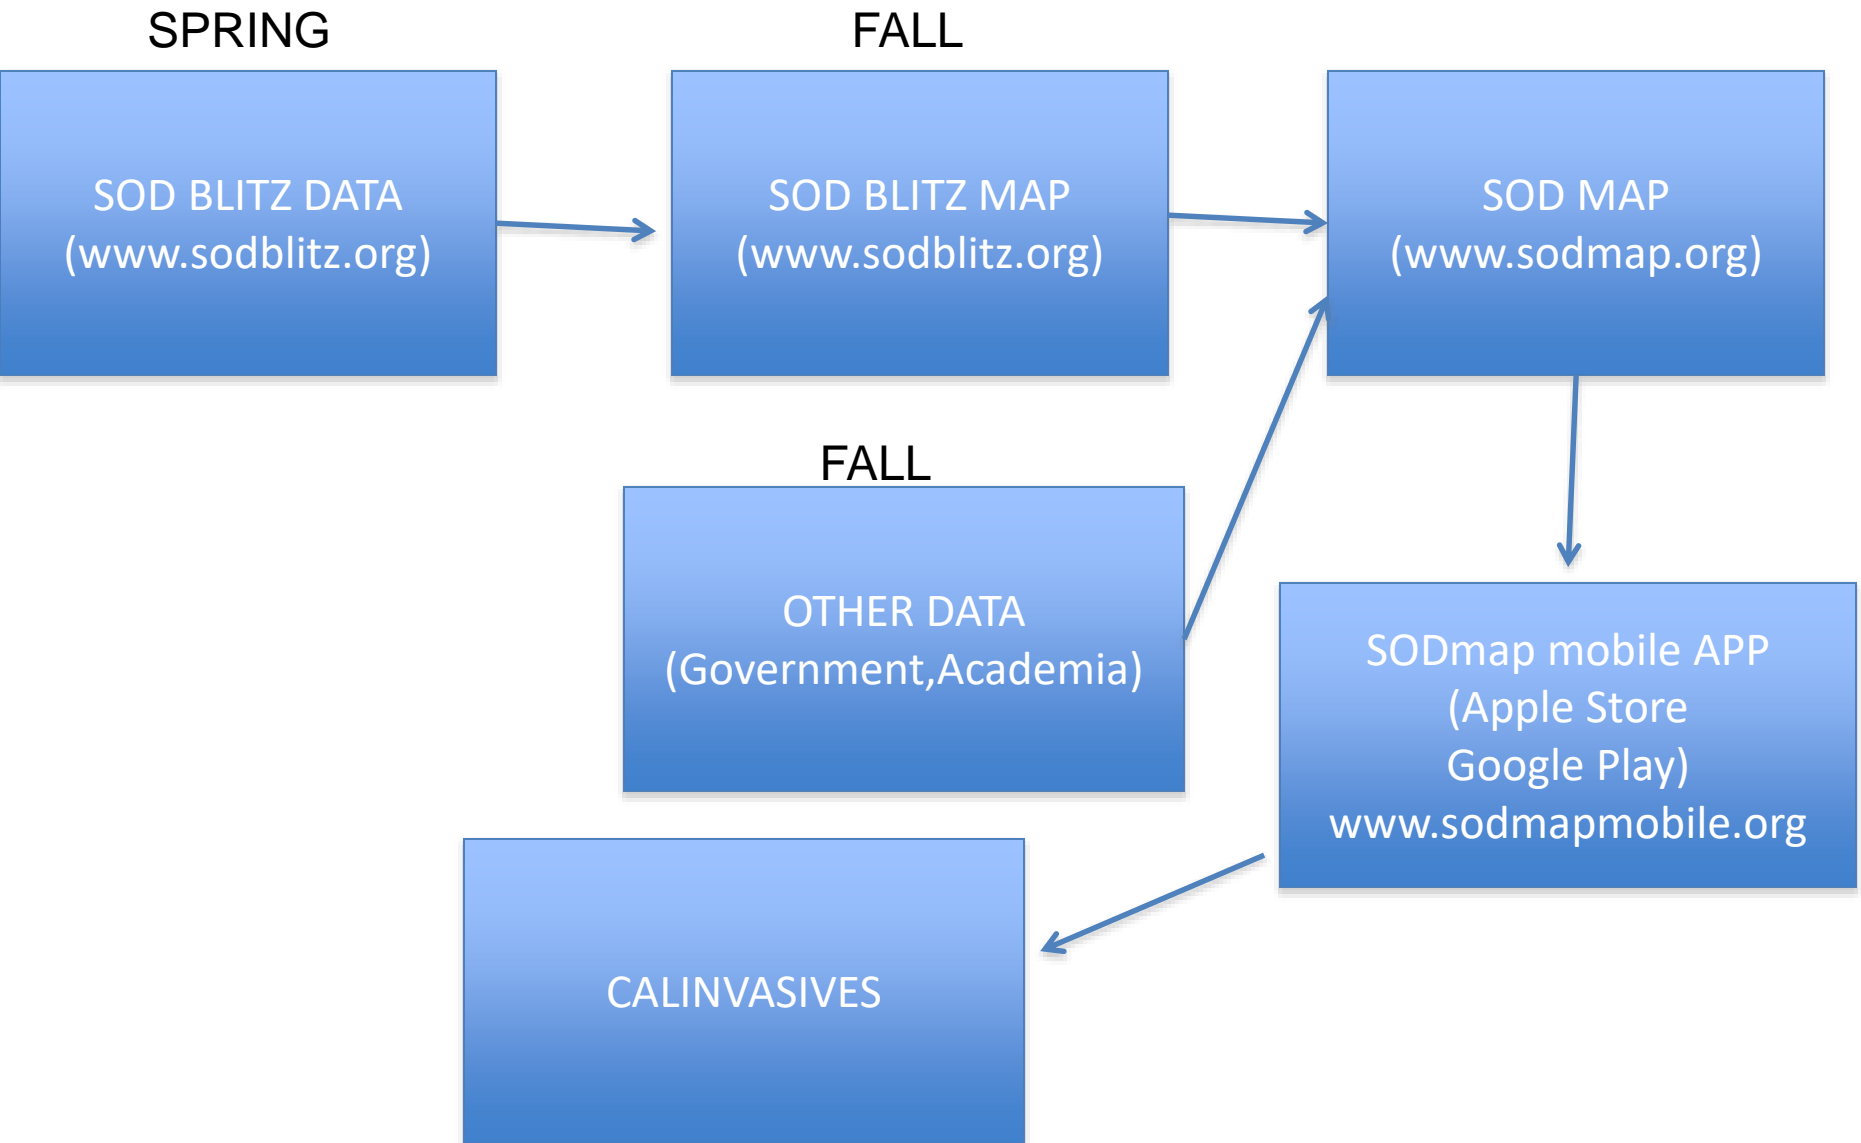 SPRING
FALL
SOD BLITZ DATA
(www.sodblitz.org)
SOD BLITZ MAP
(www.sodblitz.org)
SOD MAP
(www.sodmap.org)
FALL
OTHER DATA
(Government,Academia)
SODmap mobile APP
(Apple Store
Google Play)
www.sodmapmobile.org
CALINVASIVES